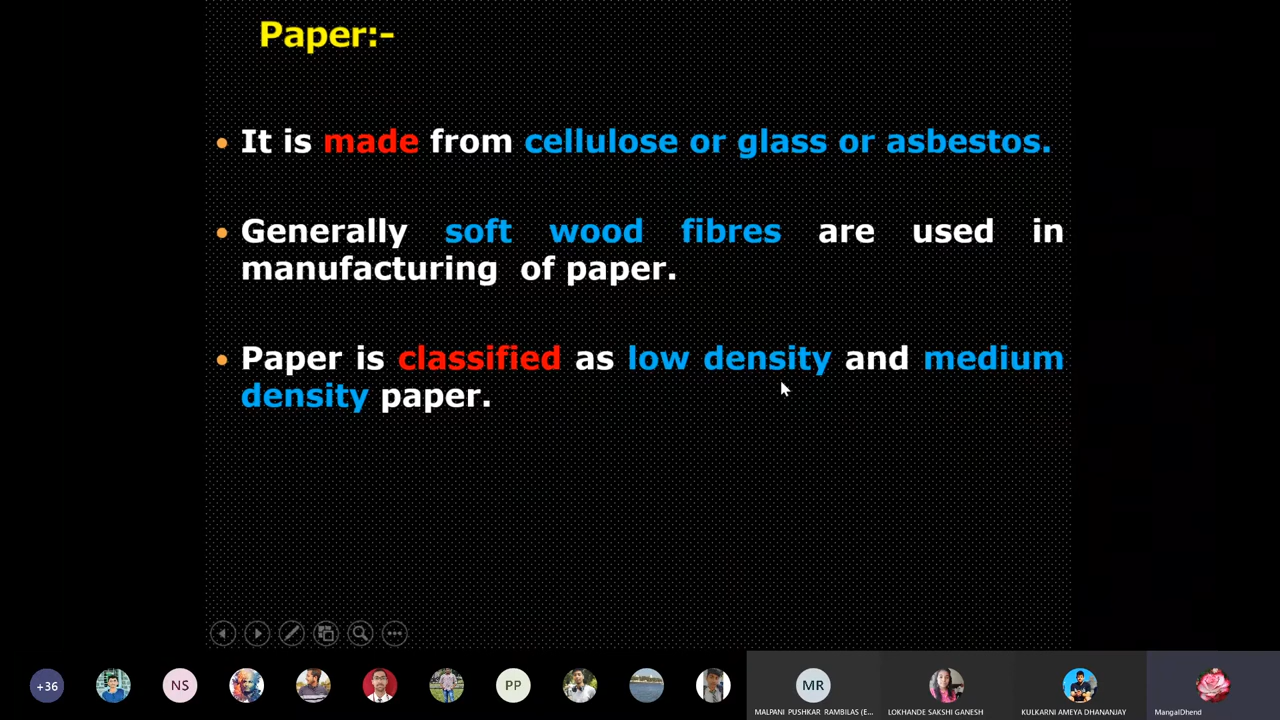 Paper:-
• It is made from cellulose or glass or asbestos.
• Generally soft wood fibres are used in
manufacturing of paper.
• Paper is classified as low density and medium
density paper.
+36
NS
PP
MR
MALPANI PUSHKAR RAMBILAS (E...
LOKHANDE SAKSHI GANESH
KULKARNI AMEYA DHANANJAY
MangalDhend